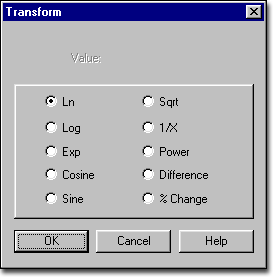 Transform
Value:
Ln
Sqrt
Log
1/X
Exp
Power
Cosine
Difference
Sine
% Change
OK
Cancel
Help